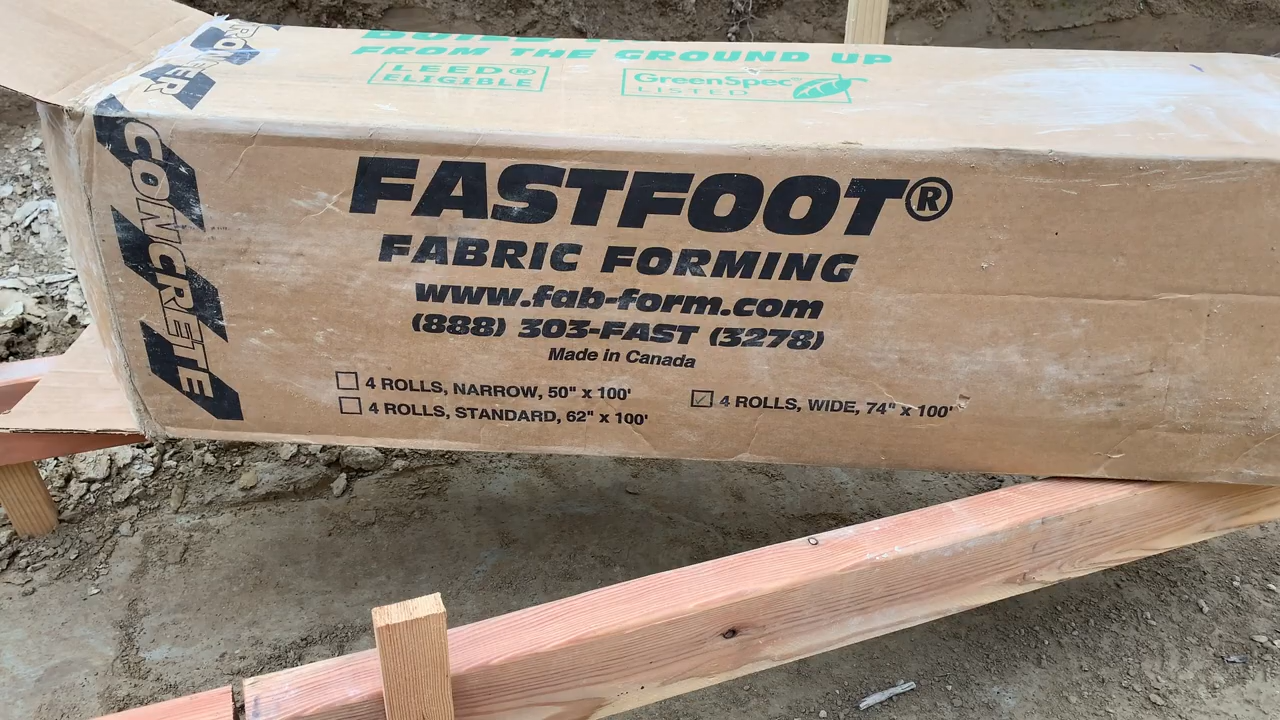 FROM THE GROUND UP
LEED®
ELIGIBLE
GreenSpec®
LISTED
CONCRETE
FASTFOOT®
FABRIC FORMING
www.fab-form.com
(888) 303-FAST (3278)
Made in Canada
4 ROLLS, NARROW, 50" x 100'
4 ROLLS, STANDARD, 62" x 100'
4 ROLLS, WIDE, 74" x 100'